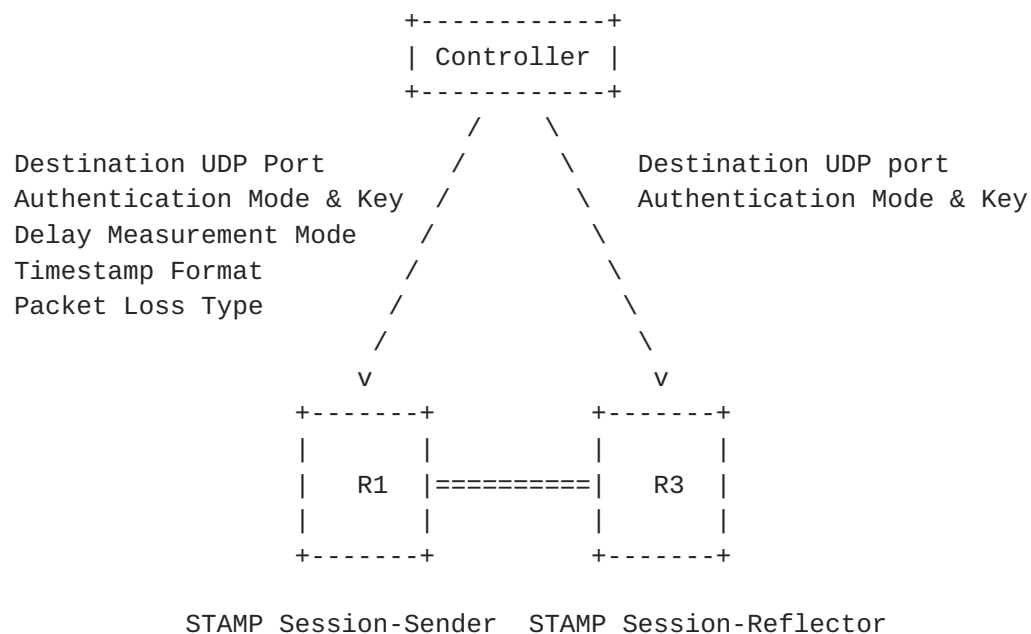 Controller
Destination UDP Port    Destination UDP port
Authentication Mode & Key    Authentication Mode & Key
Delay Measurement Mode
Timestamp Format
Packet Loss Type
v    v
R1    R3
STAMP Session-Sender  STAMP Session-Reflector